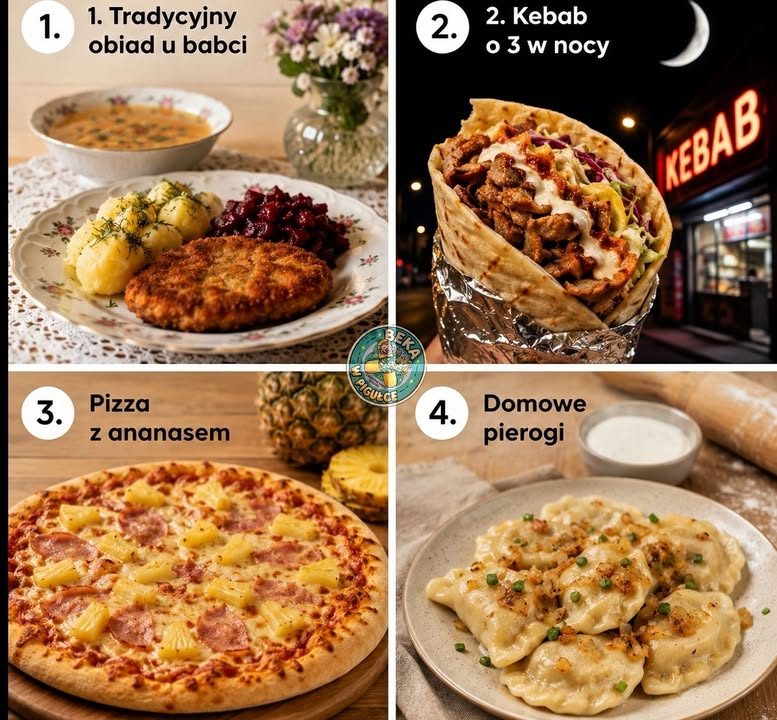 1.
1. Tradycyjny
obiad u babci
2.
2. Kebab
o 3 w nocy
KEBAB
BEKA
W PIGUŁCE
3.
Pizza
z ananasem
4.
Domowe
pierogi